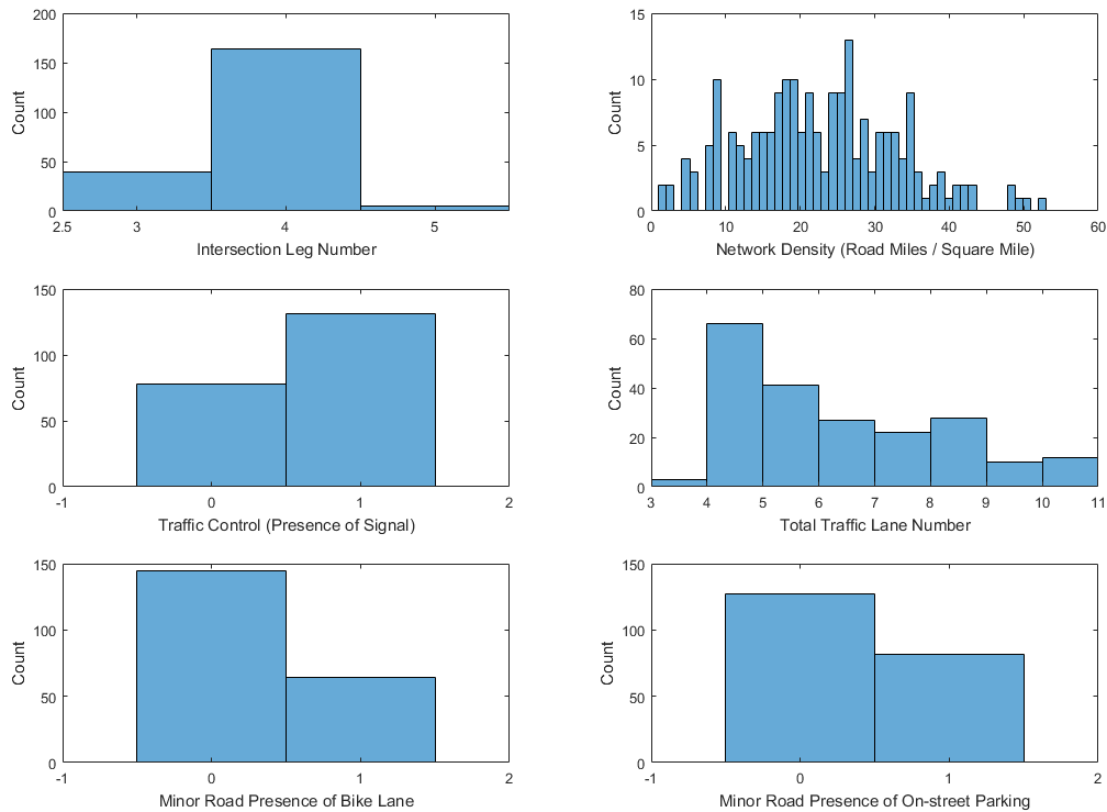 200
150
100
50
0
Count
2.5 3 4 5
Intersection Leg Number
15
10
5
0
Count
0 10 20 30 40 50 60
Network Density (Road Miles / Square Mile)
150
100
50
0
Count
-1 0 1 2
Traffic Control (Presence of Signal)
80
60
40
20
0
Count
3 4 5 6 7 8 9 10 11
Total Traffic Lane Number
150
100
50
0
Count
-1 0 1 2
Minor Road Presence of Bike Lane
150
100
50
0
Count
-1 0 1 2
Minor Road Presence of On-street Parking